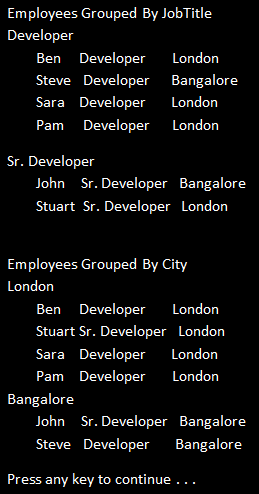 Employees Grouped By JobTitle
Developer
Ben Developer London
Steve Developer Bangalore
Sara Developer London
Pam Developer London
Sr. Developer
John Sr. Developer Bangalore
Stuart Sr. Developer London
Employees Grouped By City
London
Ben Developer London
Stuart Sr. Developer London
Sara Developer London
Pam Developer London
Bangalore
John Sr. Developer Bangalore
Steve Developer Bangalore
Press any key to continue . . .